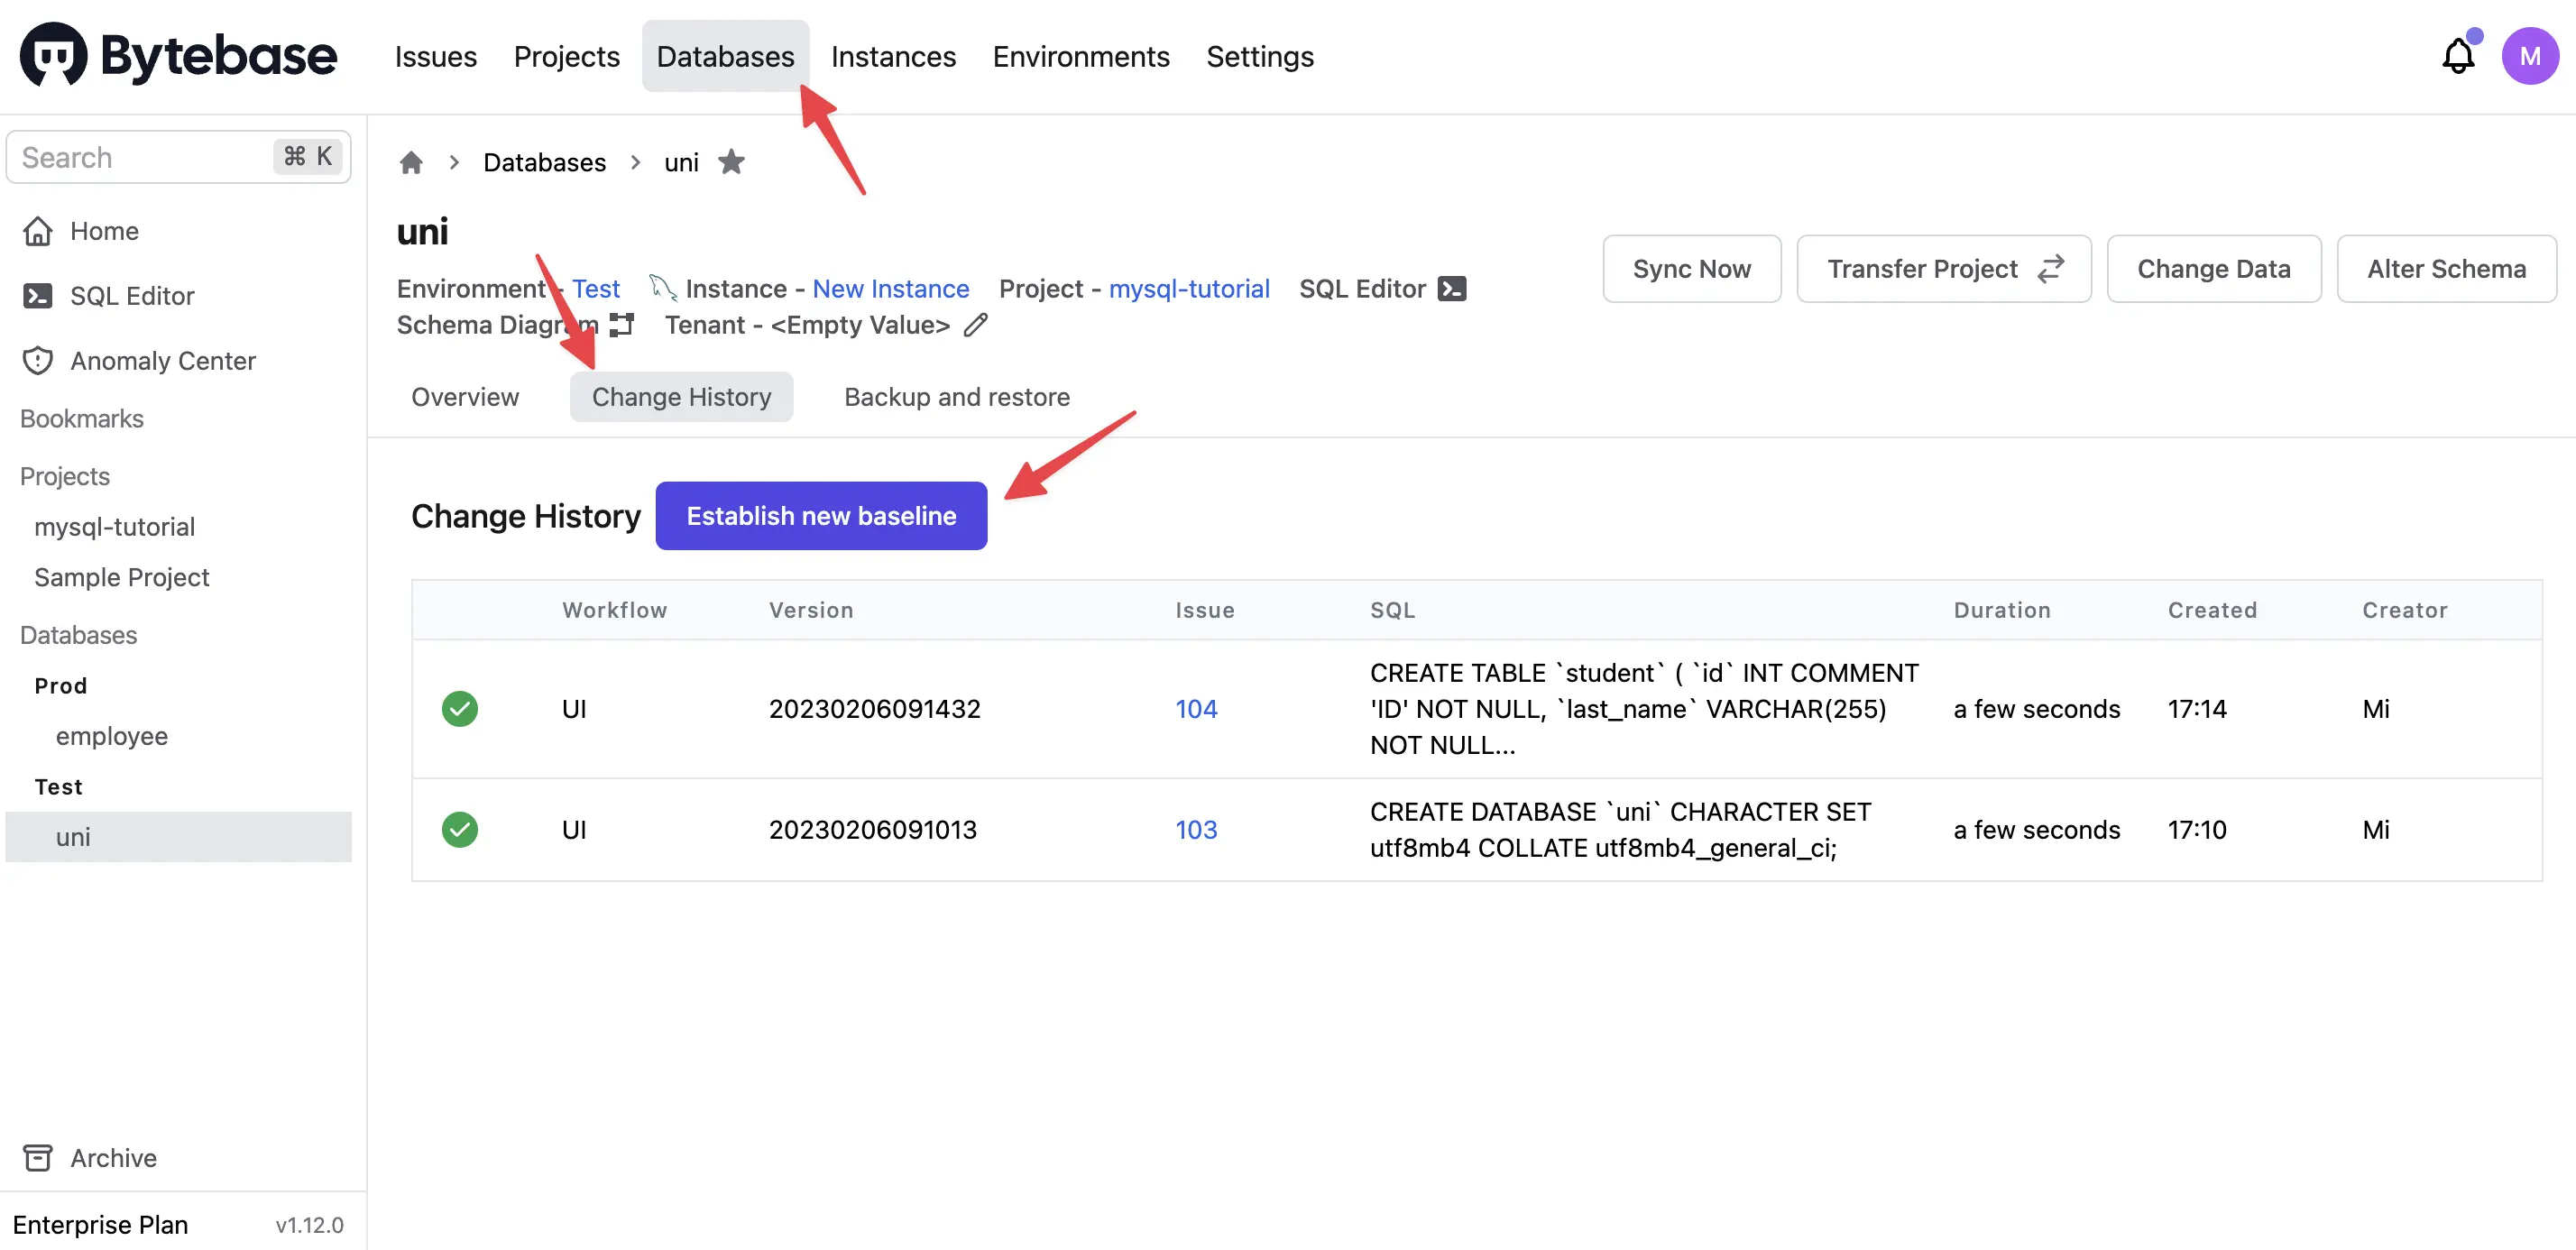 Bytebase
Issues Projects Databases Instances Environments Settings
M
Search ⌘ K
Home
SQL Editor
Anomaly Center
Bookmarks
Projects
mysql-tutorial
Sample Project
Databases
Prod
employee
Test
uni
Archive
Enterprise Plan v1.12.0
Databases > uni
uni
Environment - Test Instance - New Instance Project - mysql-tutorial SQL Editor
Schema Diagram Tenant - <Empty Value>
Sync Now Transfer Project Change Data Alter Schema
Overview Change History Backup and restore
Change History Establish new baseline
Workflow Version Issue SQL Duration Created Creator
UI 20230206091432 104 CREATE TABLE `student` ( `id` INT COMMENT
'ID' NOT NULL, `last_name` VARCHAR(255)
NOT NULL... a few seconds 17:14 Mi
UI 20230206091013 103 CREATE DATABASE `uni` CHARACTER SET
utf8mb4 COLLATE utf8mb4_general_ci; a few seconds 17:10 Mi